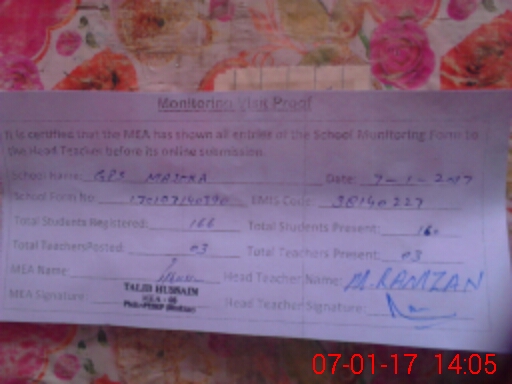 Monitoring Visit Proof
It is certified that the MEA has shown all entries of the School Monitoring Form to
the Head Teacher before its online submission.
School Name: GPS Date: 7-1-2017
School Form No EMIS Code: 38140227
Total Students Registered: 166 Total Students Present: 160
Total TeachersPosted: 03 Total Teachers Present: 03
MEA Name Head Teacher Name: M.RAMZAN
TALIB HUSSAIN
MEA Signature: Head Teacher Signature:
07-01-17 14:05